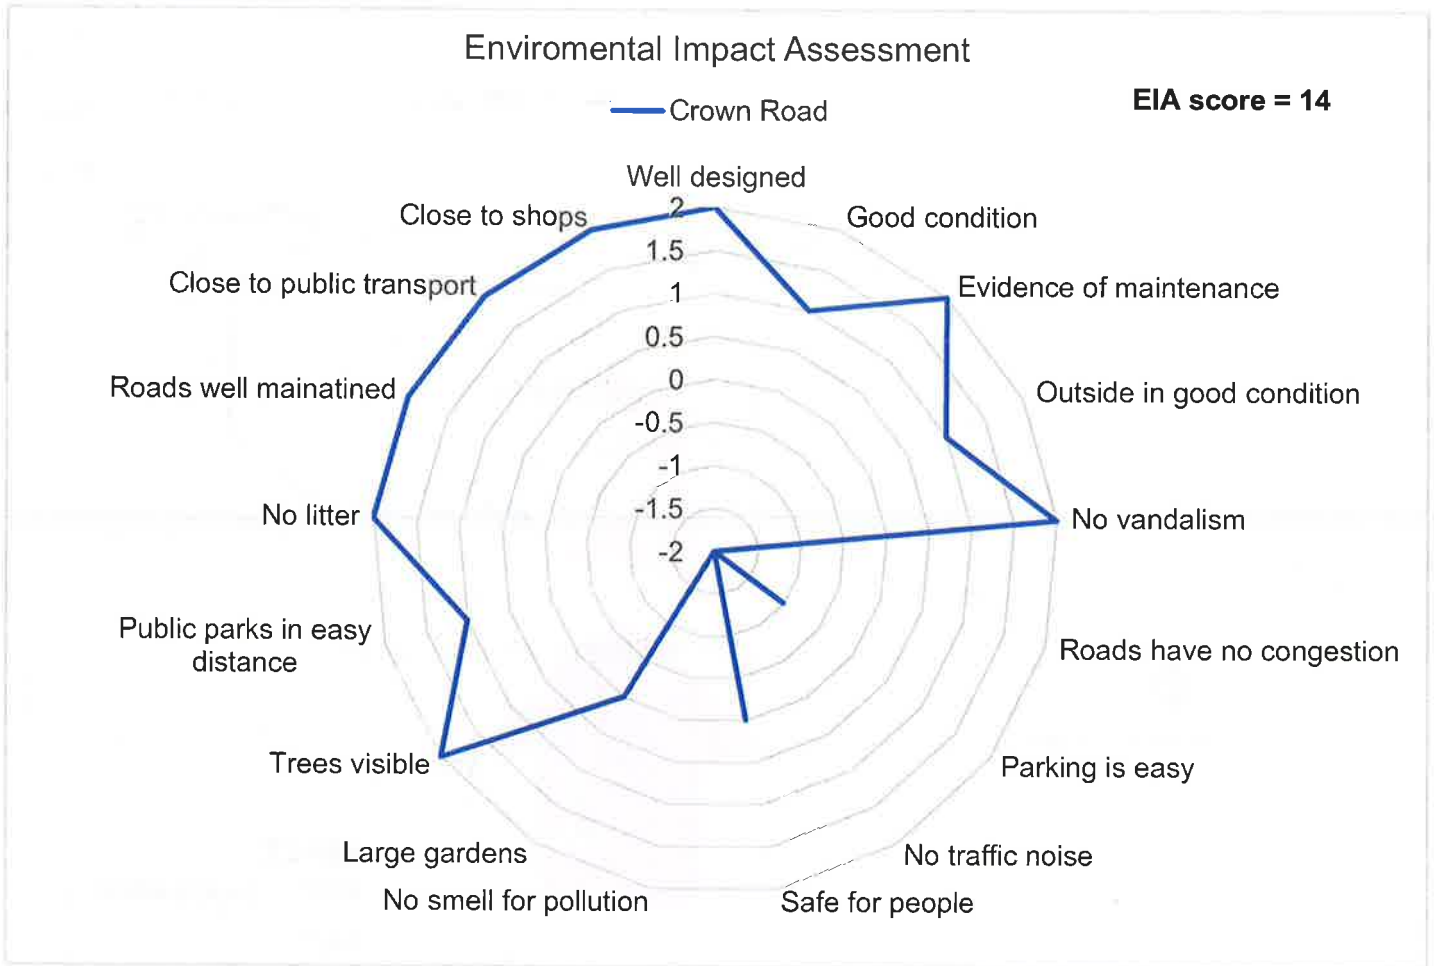 Enviromental Impact Assessment
Crown Road
EIA score = 14
Well designed
Good condition
Evidence of maintenance
Outside in good condition
No vandalism
Roads have no congestion
Parking is easy
No traffic noise
Safe for people
No smell for pollution
Large gardens
Trees visible
Public parks in easy
distance
No litter
Roads well mainatined
Close to public transport
Close to shops
2
1.5
1
0.5
0
-0.5
-1
-1.5
-2